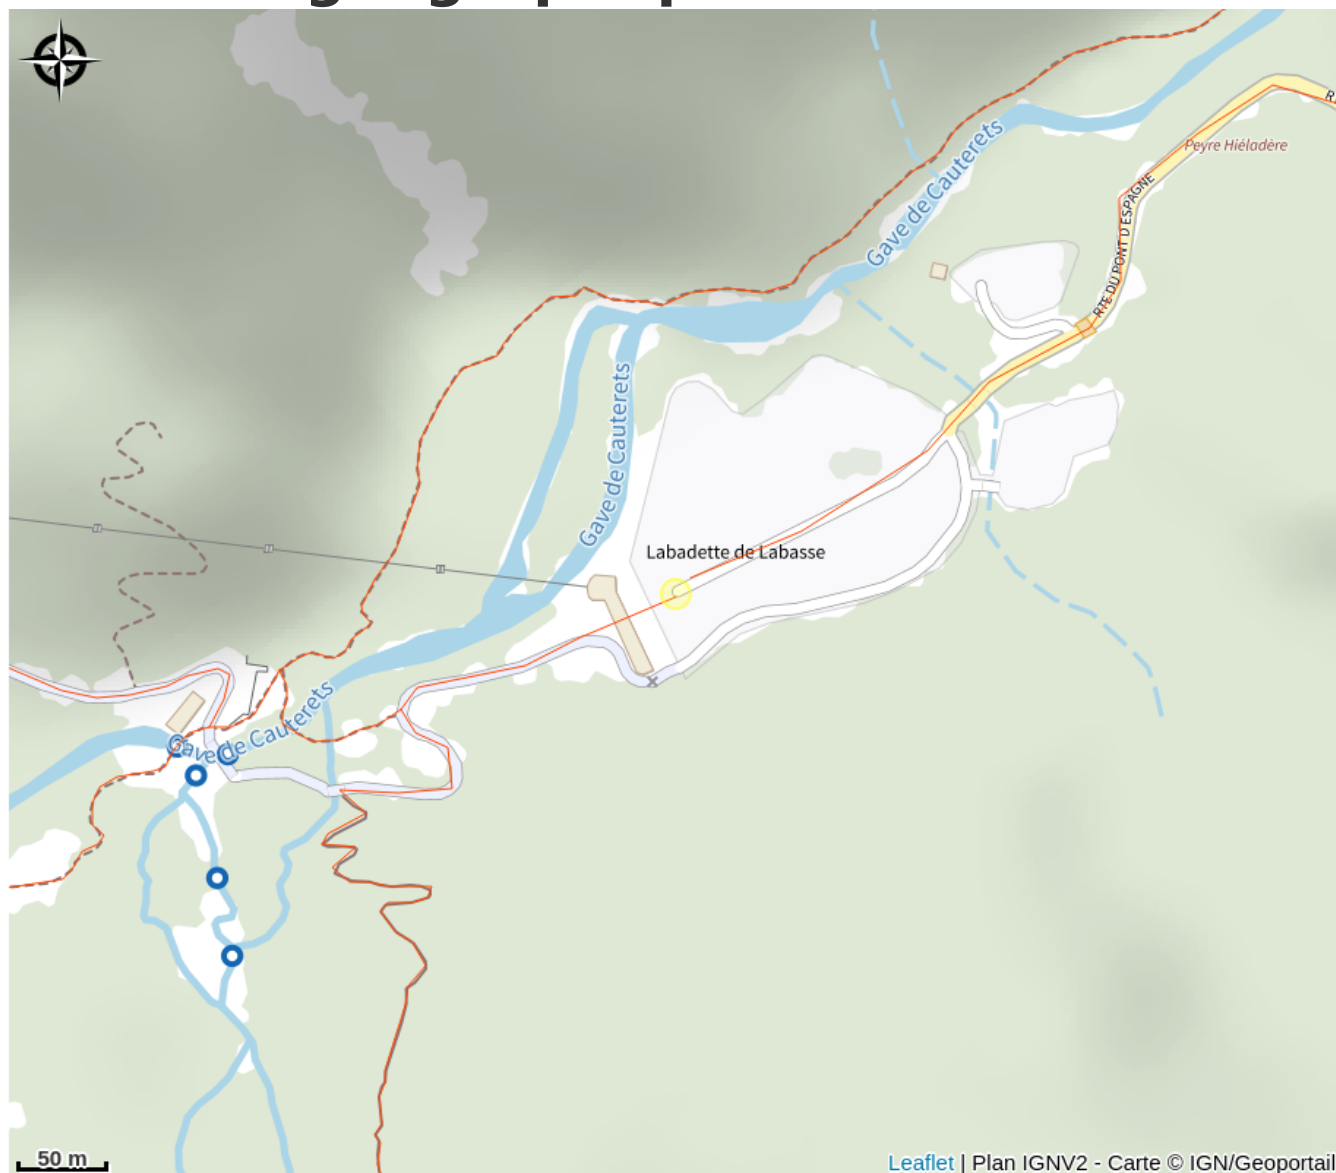 Gave de Cauterets
R
Peyre Hiéladère
RTE DU PONT D ESPAGNE
Gave de Cauterets
Labadette de Labasse
Gave de Cauterets
50 m
Leaflet | Plan IGNV2 - Carte © IGN/Geoportail